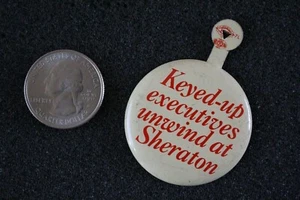 Keyed-up
executives
unwind at
Sheraton